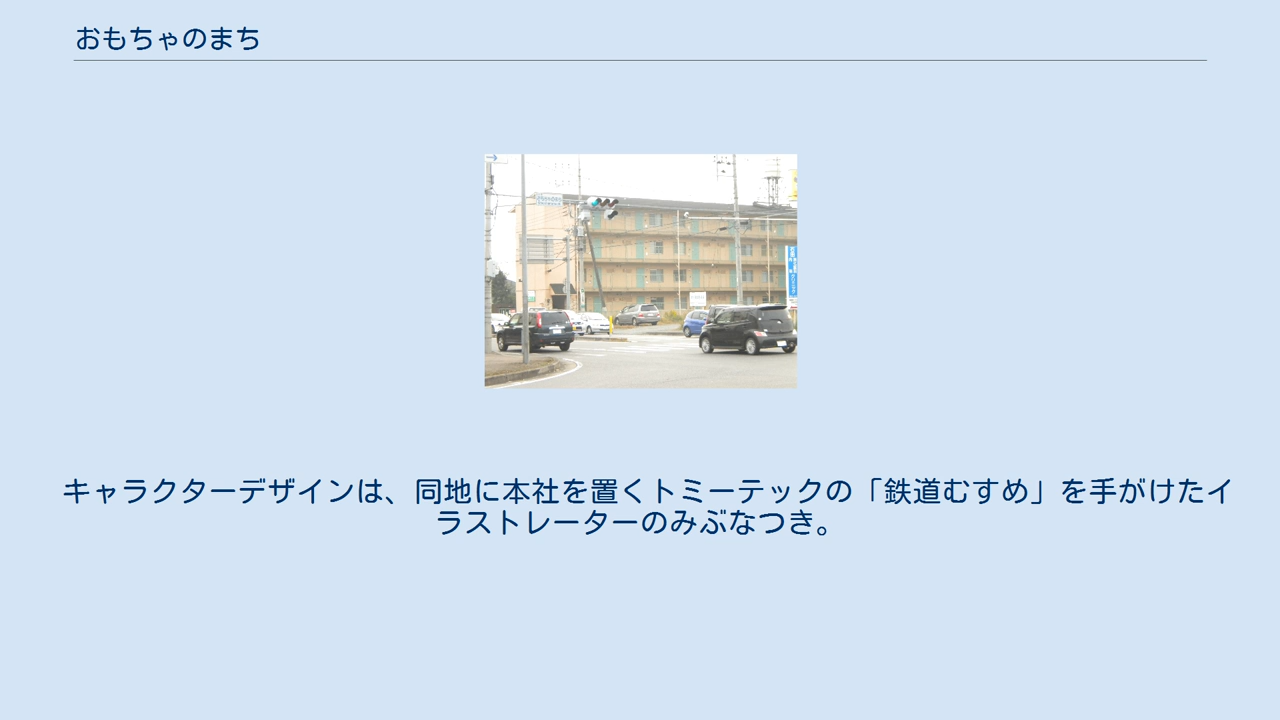 おもちゃのまち
キャラクターデザインは、同地に本社を置くトミーテックの「鉄道むすめ」を手がけたイ
ラストレーターのみぶなつき。